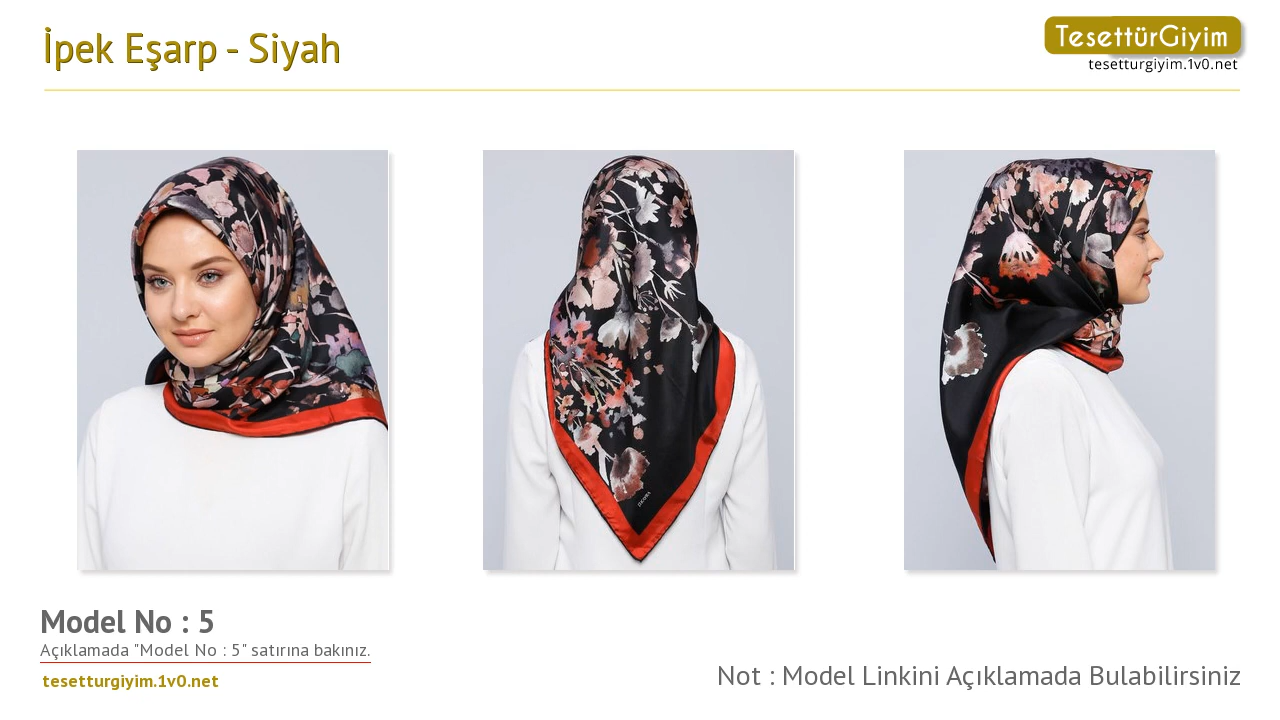 İpek Eşarp - Siyah
TesettürGiyim
tesetturgiyim.1v0.net
Model No : 5
Açıklamada "Model No : 5" satırına bakınız.
tesetturgiyim.1v0.net
Not : Model Linkini Açıklamada Bulabilirsiniz